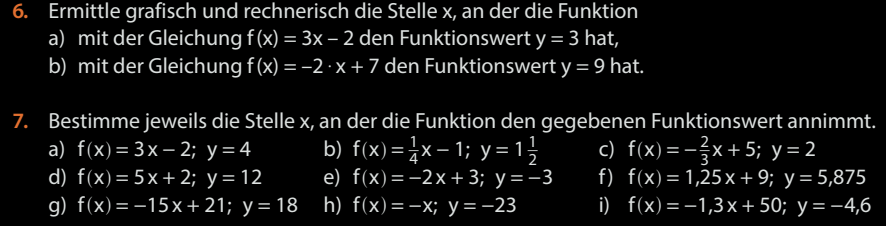 6. Ermittle grafisch und rechnerisch die Stelle x, an der die Funktion
a) mit der Gleichung f(x) = 3x – 2 den Funktionswert y = 3 hat,
b) mit der Gleichung f(x) = –2 · x + 7 den Funktionswert y = 9 hat.
7. Bestimme jeweils die Stelle x, an der die Funktion den gegebenen Funktionswert annimmt.
a) f(x) = 3x – 2; y = 4 b) f(x) = 1/4 x – 1; y = 1 1/2 c) f(x) = – 2/3 x + 5; y = 2
d) f(x) = 5x + 2; y = 12 e) f(x) = –2x + 3; y = –3 f) f(x) = 1,25x + 9; y = 5,875
g) f(x) = –15x + 21; y = 18 h) f(x) = –x; y = –23 i) f(x) = –1,3x + 50; y = –4,6